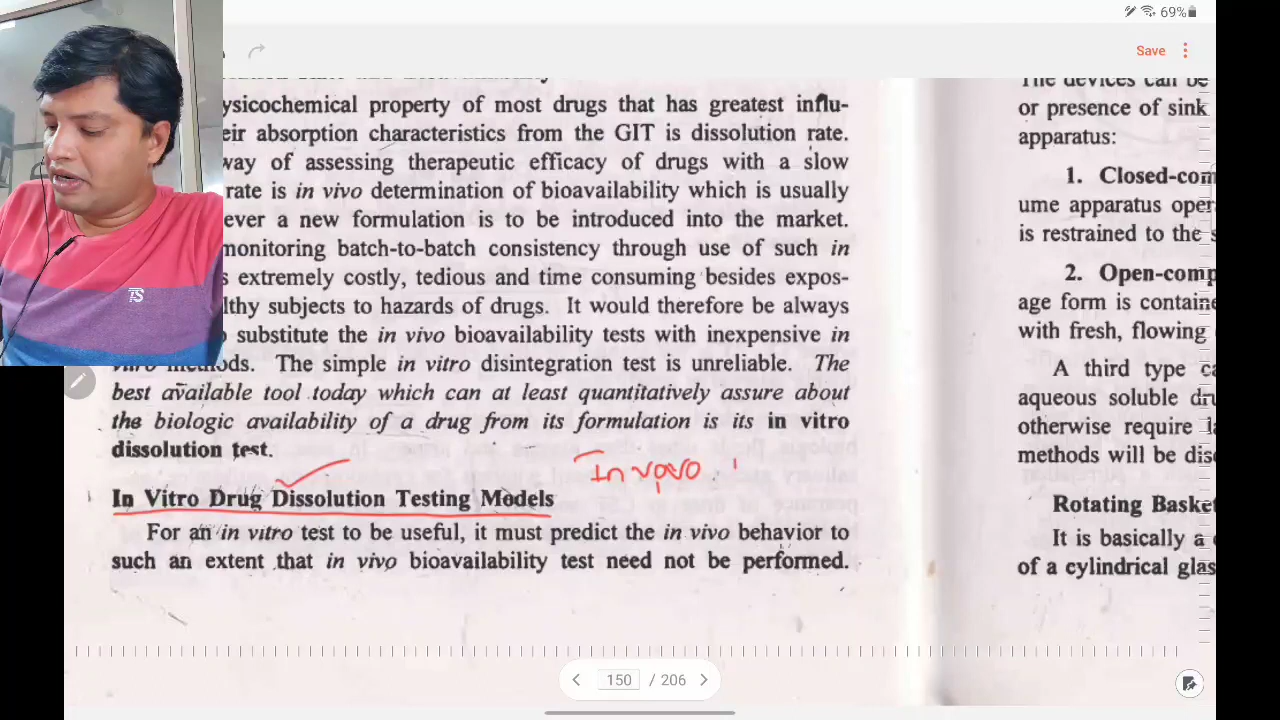 69%
Save
ysicochemical property of most drugs that has greatest influ-
eir absorption characteristics from the GIT is dissolution rate.
way of assessing therapeutic efficacy of drugs with a slow
rate is in vivo determination of bioavailability which is usually
ever a new formulation is to be introduced into the market.
monitoring batch-to-batch consistency through use of such in
s extremely costly, tedious and time consuming besides expos-
lthy subjects to hazards of drugs. It would therefore be always
substitute the in vivo bioavailability tests with inexpensive in
The simple in vitro disintegration test is unreliable. The
best available tool today which can at least quantitatively assure about
the biologic availability of a drug from its formulation is its in vitro
dissolution test.
In vovo
In Vitro Drug Dissolution Testing Models
For an in vitro test to be useful, it must predict the in vivo behavior to
such an extent that in vivo bioavailability test need not be performed.
The devices can be
or presence of sink
apparatus:
1. Closed-com
ume apparatus oper
is restrained to the s
2. Open-comp
age form is containe
with fresh, flowing
A third type ca
aqueous soluble dru
otherwise require la
methods will be disc
Rotating Basket
It is basically a c
of a cylindrical glas
150 / 206